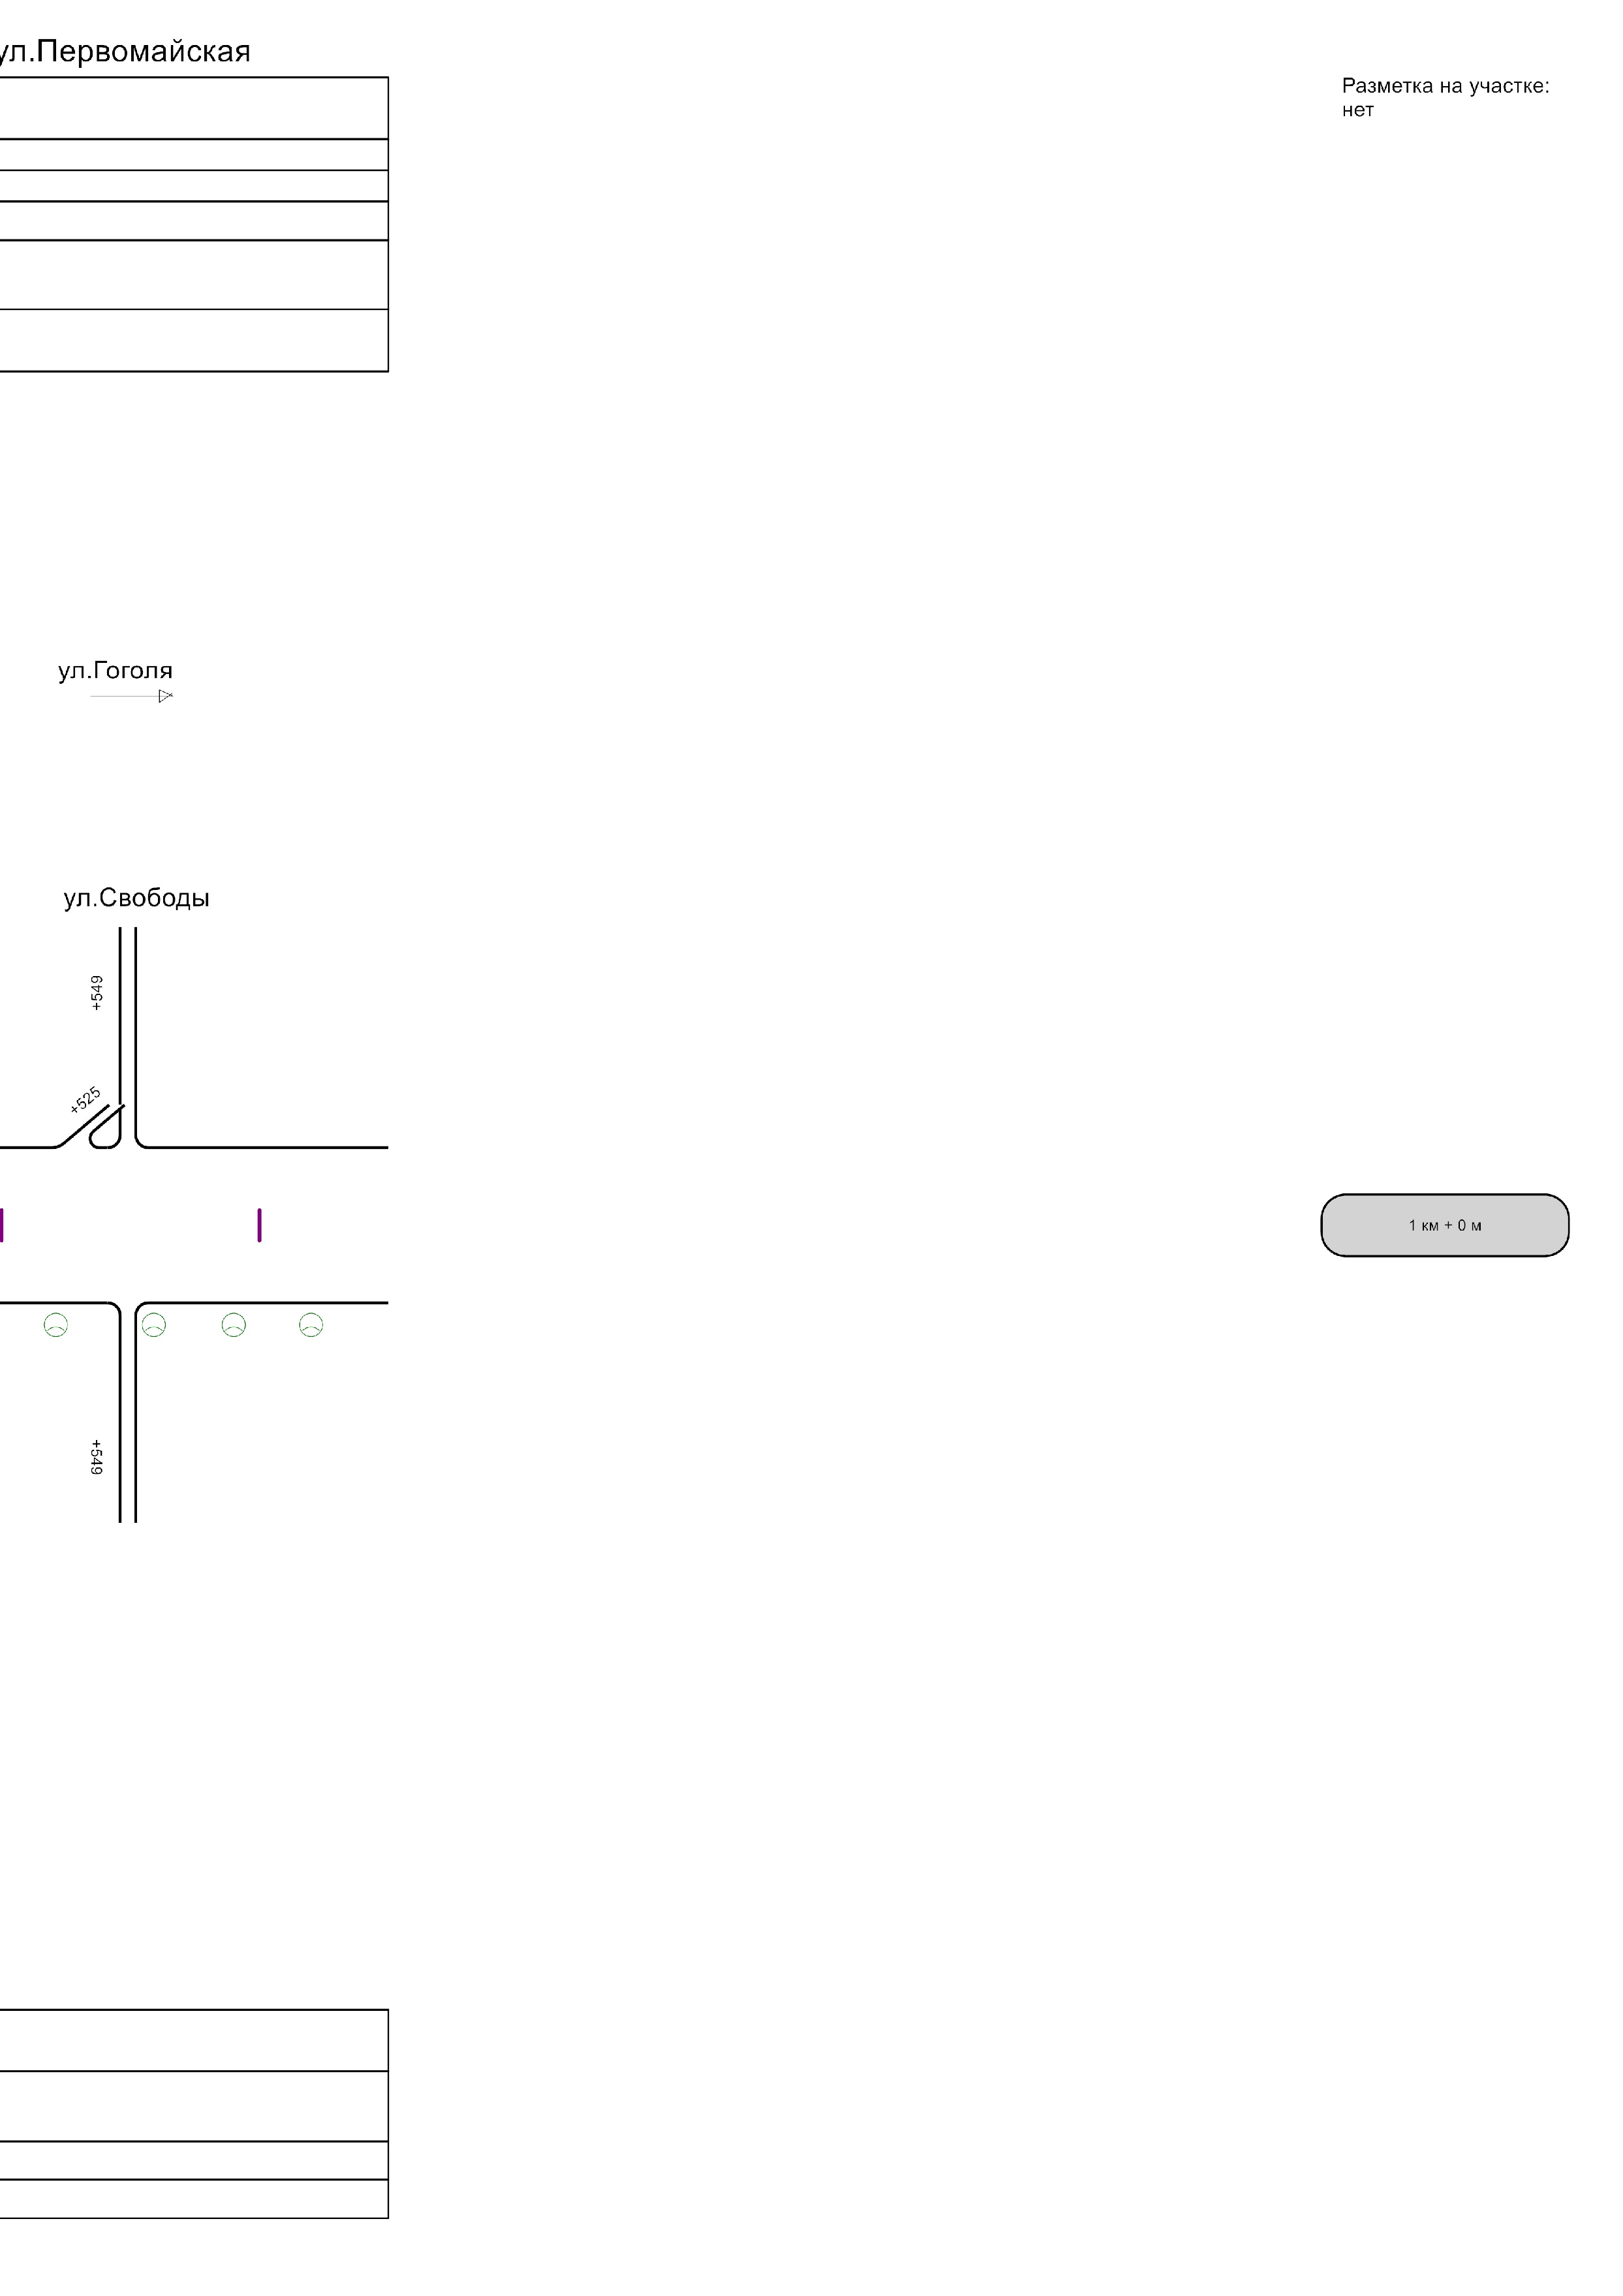 ул.Первомайская
Разметка на участке:
нет
ул.Гоголя
ул.Свободы
+549
+525
1 км + 0 м
+549